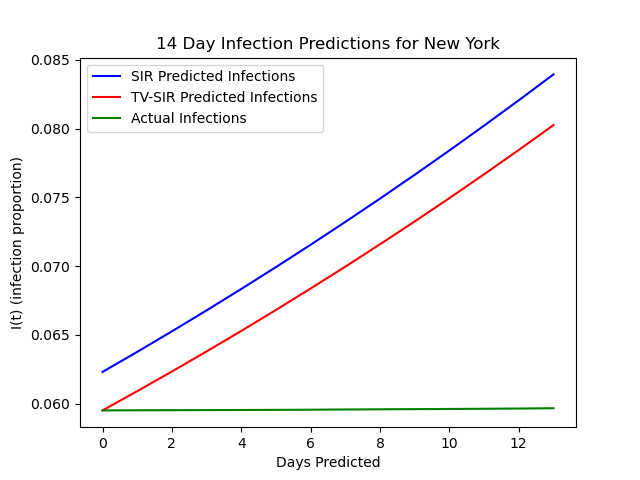 14 Day Infection Predictions for New York
SIR Predicted Infections
TV-SIR Predicted Infections
Actual Infections
0.085
0.080
0.075
0.070
0.065
0.060
I(t) (infection proportion)
0 2 4 6 8 10 12
Days Predicted